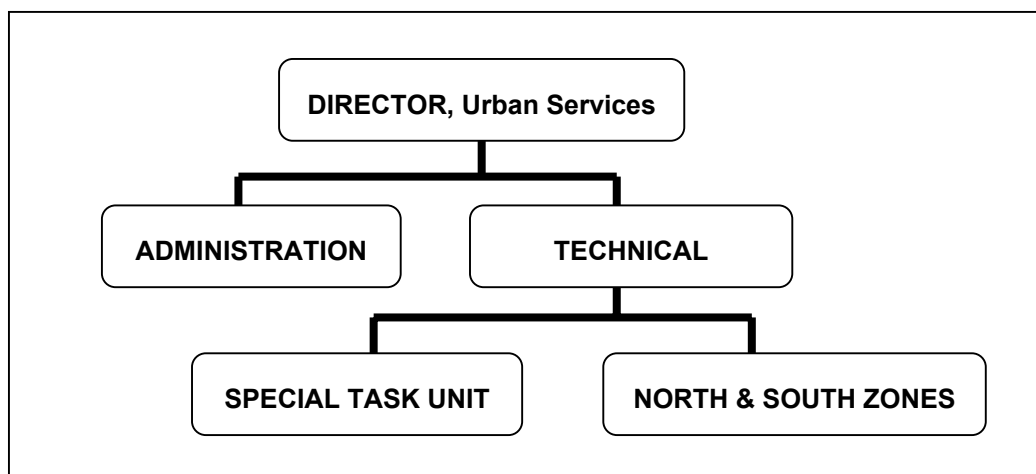 DIRECTOR, Urban Services
ADMINISTRATION
TECHNICAL
SPECIAL TASK UNIT
NORTH & SOUTH ZONES